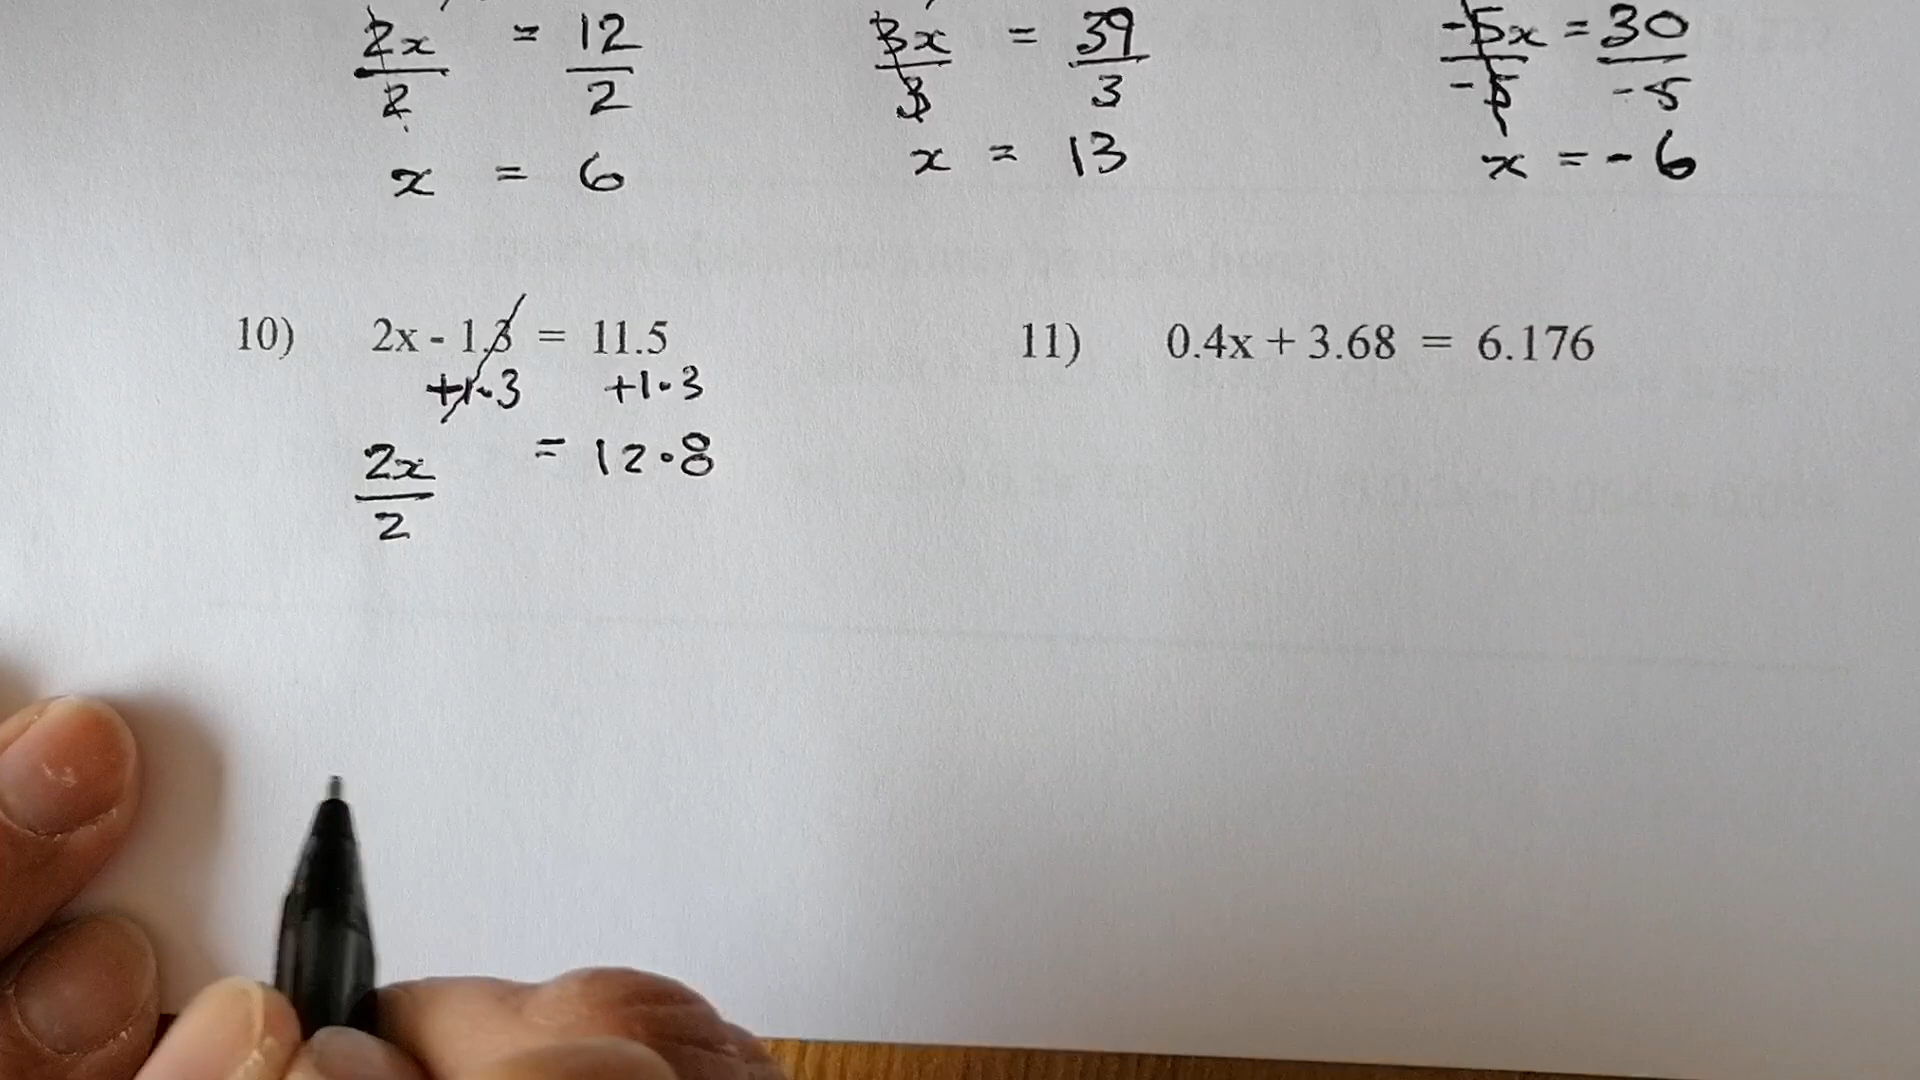 2x = 12 3x = 39 -5x = 30
2 2 3 3 -5 -5
x = 6 x = 13 x = -6
10) 2x - 1.3 = 11.5 11) 0.4x + 3.68 = 6.176
+1.3 +1.3
2x = 12.8
2